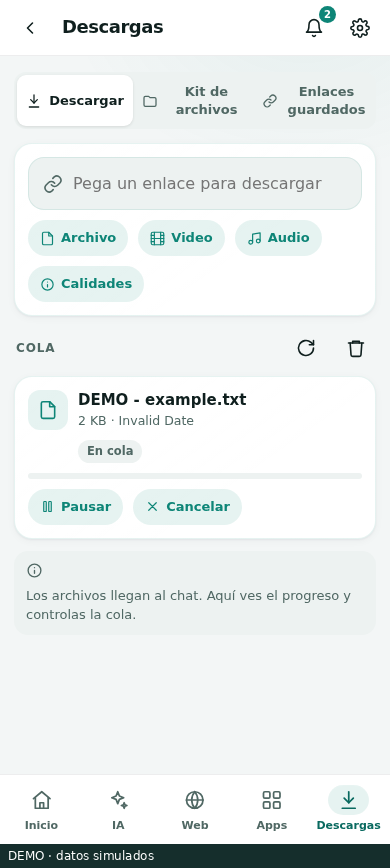 Descargas
2
Descargar
Kit de
archivos
Enlaces
guardados
Pega un enlace para descargar
Archivo
Video
Audio
Calidades
COLA
DEMO - example.txt
2 KB · Invalid Date
En cola
Pausar
Cancelar
Los archivos llegan al chat. Aquí ves el progreso y
controlas la cola.
Inicio
IA
Web
Apps
Descargas
DEMO · datos simulados